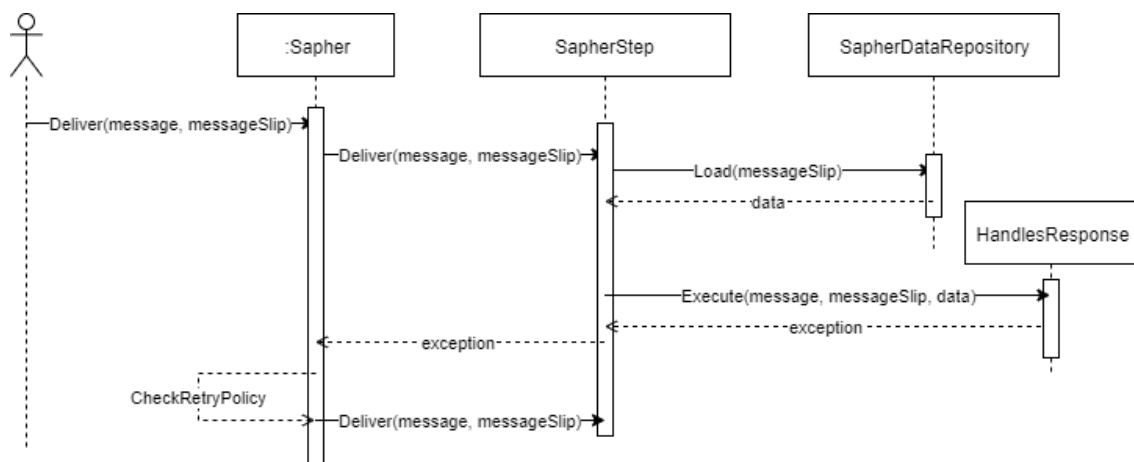 :Sapher
SapherStep
SapherDataRepository
Deliver(message, messageSlip)
Deliver(message, messageSlip)
Load(messageSlip)
data
HandlesResponse
Execute(message, messageSlip, data)
exception
exception
CheckRetryPolicy
Deliver(message, messageSlip)